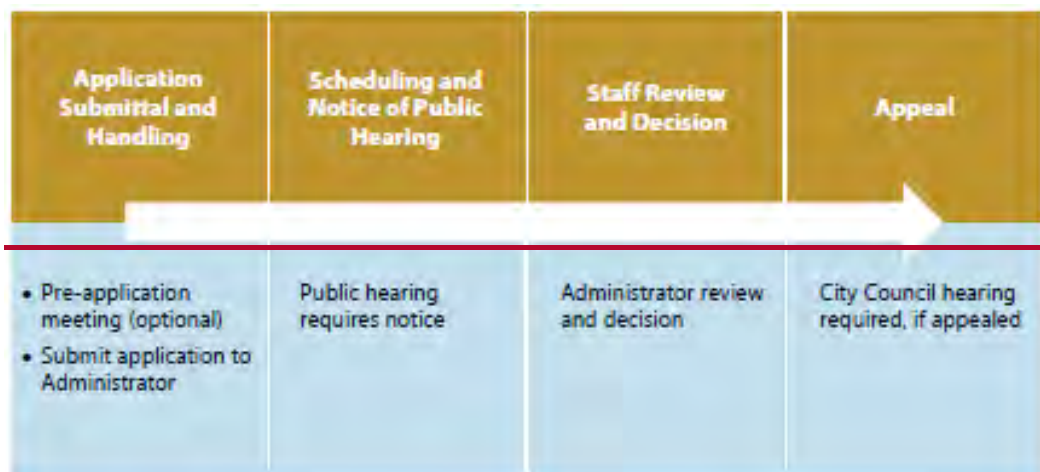 Application
Submittal and
Handling
Scheduling and
Notice of Public
Hearing
Staff Review
and Decision
Appeal
• Pre-application
meeting (optional)
• Submit application to
Administrator
Public hearing
requires notice
Administrator review
and decision
City Council hearing
required, if appealed